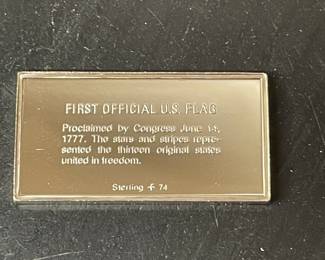 FIRST OFFICIAL U.S. FLAG
Proclaimed by Congress June 14,
1777. The stars and stripes repre-
sented the thirteen original states
united in freedom.
Sterling 74